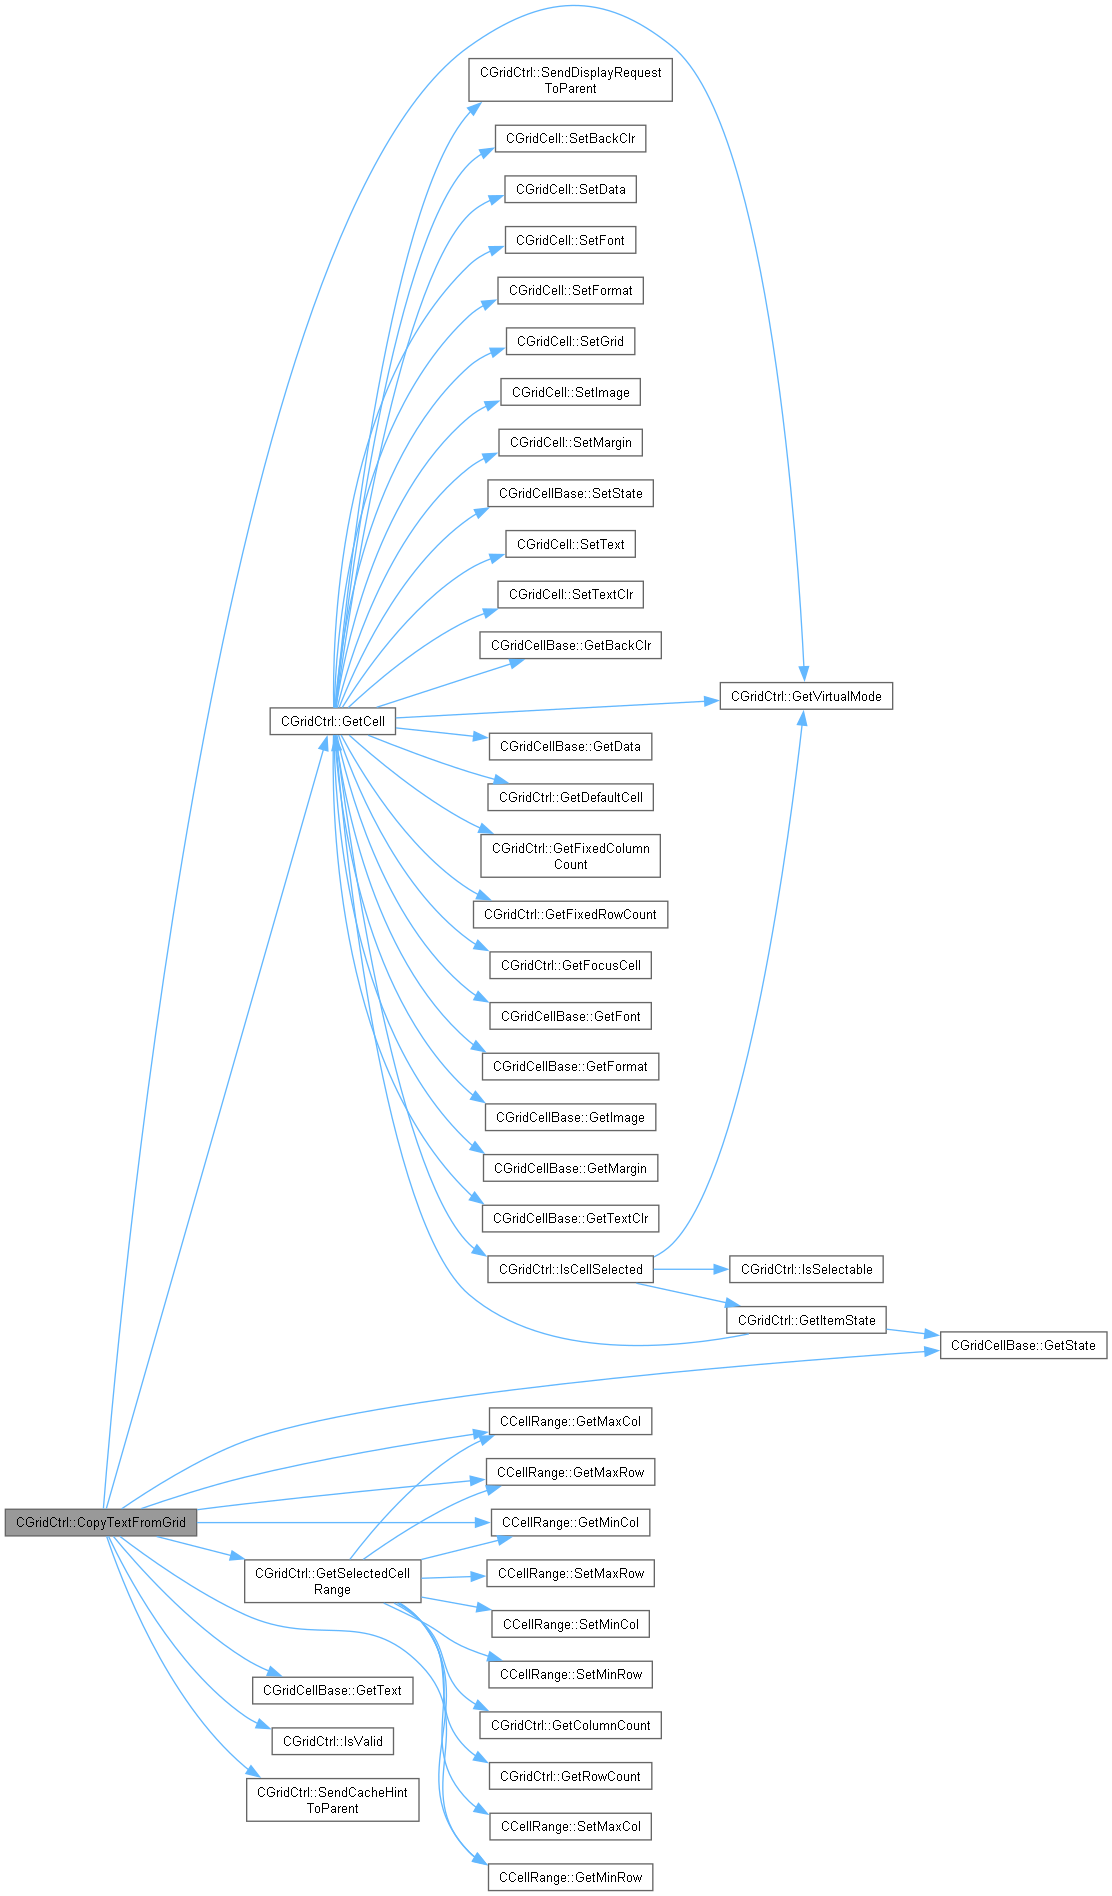 CGridCtrl::SendDisplayRequest
ToParent
CGridCell::SetBackClr
CGridCell::SetData
CGridCell::SetFont
CGridCell::SetFormat
CGridCell::SetGrid
CGridCell::SetImage
CGridCell::SetMargin
CGridCellBase::SetState
CGridCell::SetText
CGridCell::SetTextClr
CGridCellBase::GetBackClr
CGridCtrl::GetVirtualMode
CGridCtrl::GetCell
CGridCellBase::GetData
CGridCtrl::GetDefaultCell
CGridCtrl::GetFixedColumn
Count
CGridCtrl::GetFixedRowCount
CGridCtrl::GetFocusCell
CGridCellBase::GetFont
CGridCellBase::GetFormat
CGridCellBase::GetImage
CGridCellBase::GetMargin
CGridCellBase::GetTextClr
CGridCtrl::IsCellSelected
CGridCtrl::IsSelectable
CGridCtrl::GetItemState
CGridCellBase::GetState
CCellRange::GetMaxCol
CCellRange::GetMaxRow
CGridCtrl::CopyTextFromGrid
CCellRange::GetMinCol
CGridCtrl::GetSelectedCell
Range
CCellRange::SetMaxRow
CCellRange::SetMinCol
CCellRange::SetMinRow
CGridCellBase::GetText
CGridCtrl::GetColumnCount
CGridCtrl::IsValid
CGridCtrl::GetRowCount
CGridCtrl::SendCacheHint
ToParent
CCellRange::SetMaxCol
CCellRange::GetMinRow